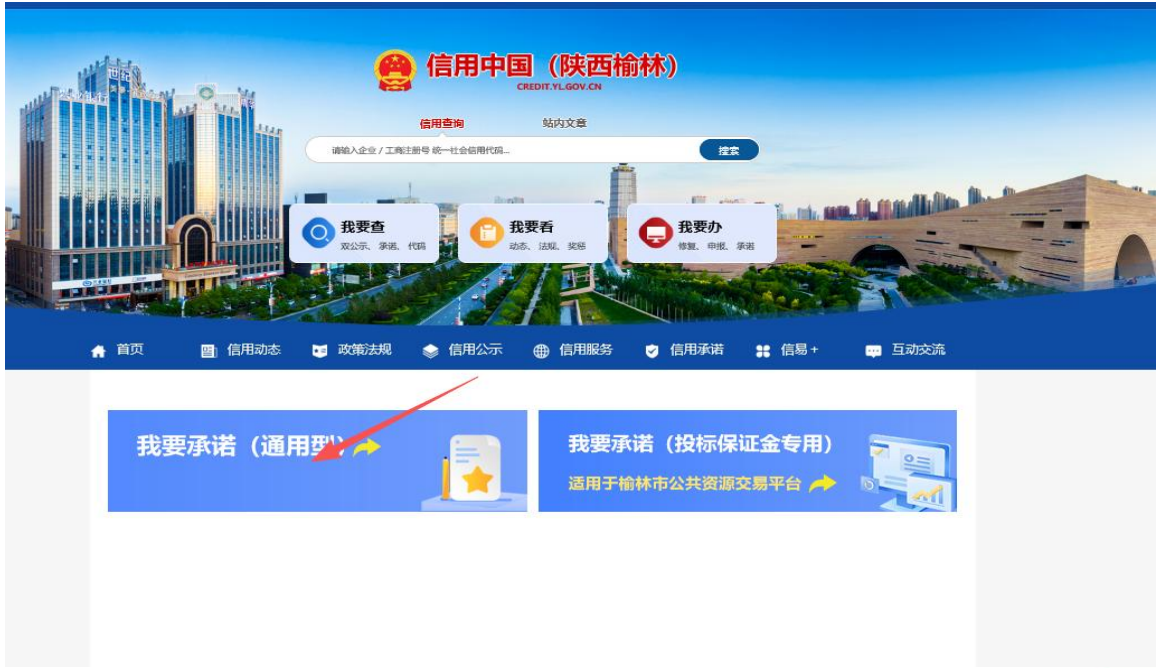 信用中国（陕西榆林）
CREDIT.YL.GOV.CN
信用查询 站内文章
请输入企业 / 工商注册号 统一社会信用代码... 搜索
我要查
双公示、承诺、代码
我要看
动态、法规、奖惩
我要办
修复、申报、承诺
首页 信用动态 政策法规 信用公示 信用服务 信用承诺 信易+ 互动交流
我要承诺（通用型）
我要承诺（投标保证金专用）
适用于榆林市公共资源交易平台